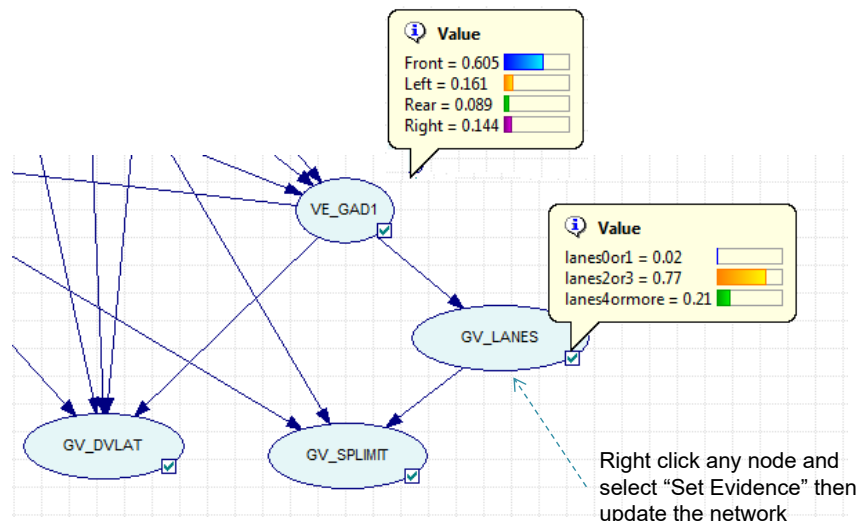 Value
Front = 0.605
Left = 0.161
Rear = 0.089
Right = 0.144
VE_GAD1
Value
lanes0or1 = 0.02
lanes2or3 = 0.77
lanes4ormore = 0.21
GV_LANES
GV_DVLAT
GV_SPLIMIT
Right click any node and
select “Set Evidence” then
update the network